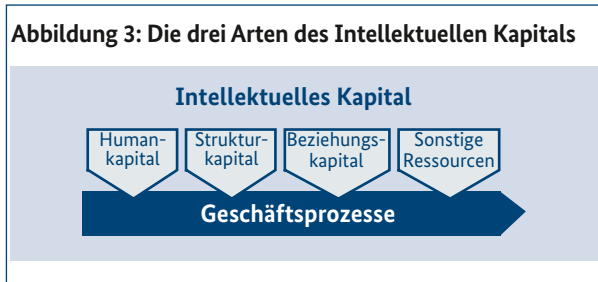 Abbildung 3: Die drei Arten des Intellektuellen Kapitals
Intellektuelles Kapital
Human-
kapital
Struktur-
kapital
Beziehungs-
kapital
Sonstige
Ressourcen
Geschäftsprozesse